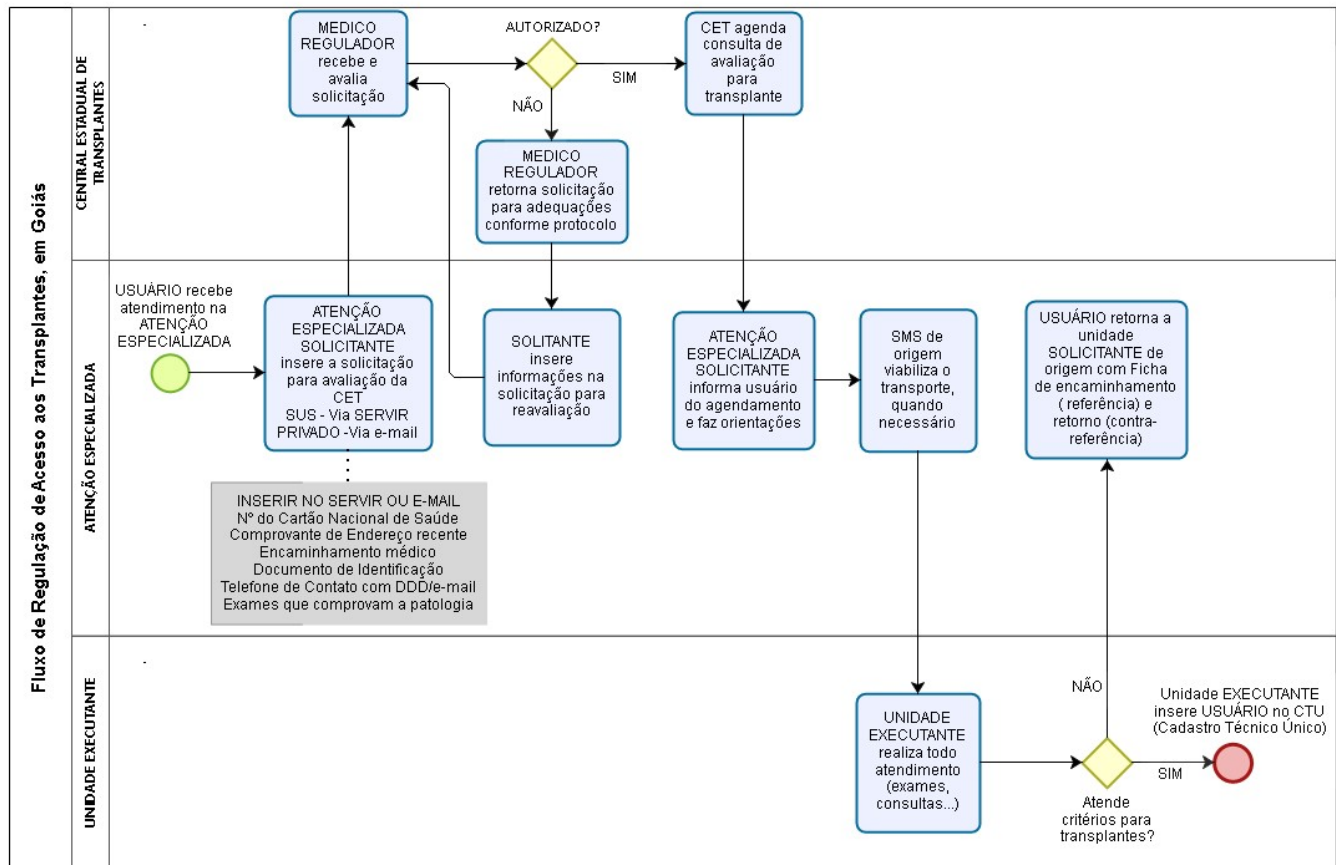 Fluxo de Regulação de Acesso aos Transplantes, em Goiás
CENTRAL ESTADUAL DE
TRANSPLANTES
MEDICO
REGULADOR
recebe e
avalia
solicitação
AUTORIZADO?
SIM
NÃO
CET agenda
consulta de
avaliação
para
transplante
MEDICO
REGULADOR
retorna solicitação
para adequações
conforme protocolo
ATENÇÃO ESPECIALIZADA
USUÁRIO recebe
atendimento na
ATENÇÃO
ESPECIALIZADA
ATENÇÃO
ESPECIALIZADA
SOLICITANTE
insere a solicitação
para avaliação da
CET
SUS - Via SERVIR
PRIVADO -Via e-mail
SOLITANTE
insere
informações na
solicitação para
reavaliação
ATENÇÃO
ESPECIALIZADA
SOLICITANTE
informa usuário
do agendamento
e faz orientações
SMS de
origem
viabiliza o
transporte,
quando
necessário
USUÁRIO retorna a
unidade
SOLICITANTE de
origem com Ficha
de encaminhamento
( referência) e
retorno (contra-
referência)
INSERIR NO SERVIR OU E-MAIL
Nº do Cartão Nacional de Saúde
Comprovante de Endereço recente
Encaminhamento médico
Documento de Identificação
Telefone de Contato com DDD/e-mail
Exames que comprovam a patologia
UNIDADE EXECUTANTE
UNIDADE
EXECUTANTE
realiza todo
atendimento
(exames,
consultas...)
NÃO
Atende
critérios para
transplantes?
SIM
Unidade EXECUTANTE
insere USUÁRIO no CTU
(Cadastro Técnico Único)